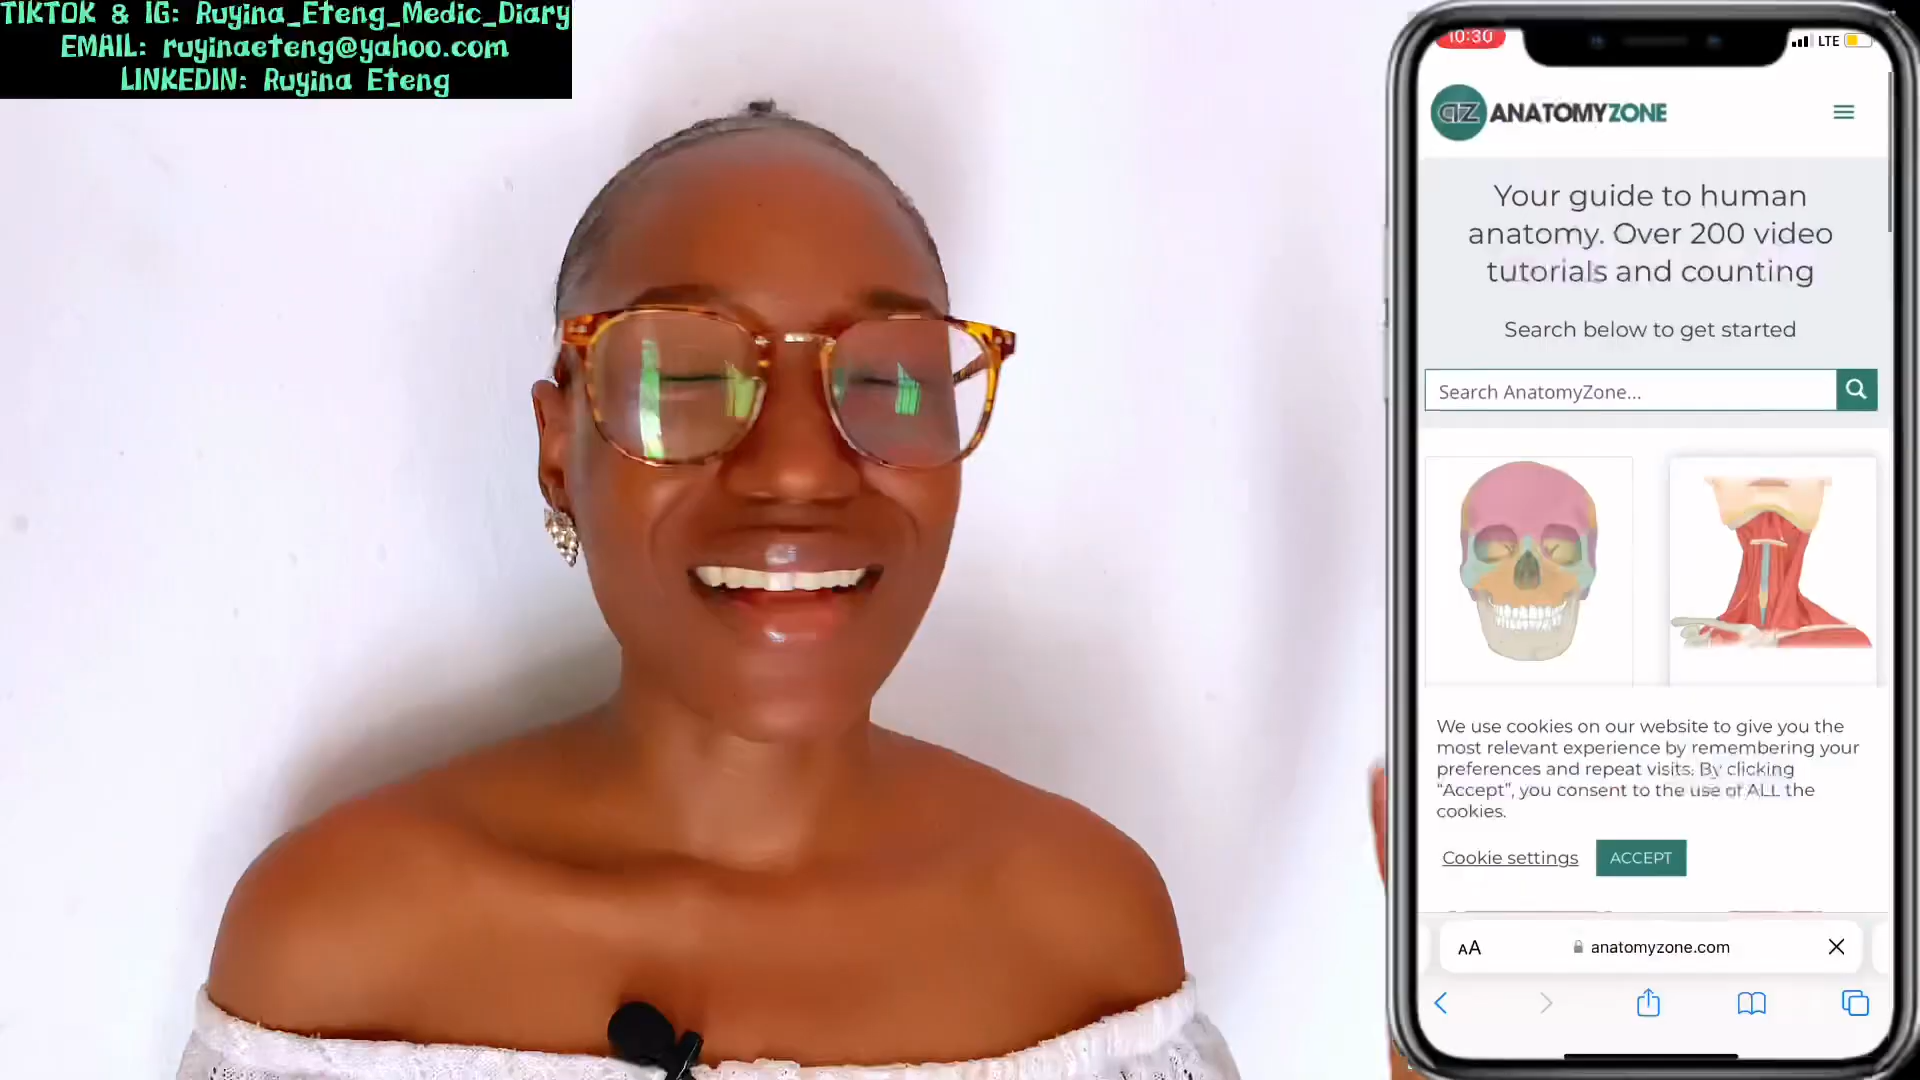 TIKTOK & IG: Ruyina_Eteng_Medic_Diary
EMAIL: ruyinaeteng@yahoo.com
LINKEDIN: Ruyina Eteng
10:30
LTE
az ANATOMYZONE
Your guide to human
anatomy. Over 200 video
tutorials and counting
Search below to get started
Search AnatomyZone...
We use cookies on our website to give you the
most relevant experience by remembering your
preferences and repeat visits. By clicking
"Accept", you consent to the use of ALL the
cookies.
Cookie settings
ACCEPT
AA
anatomyzone.com